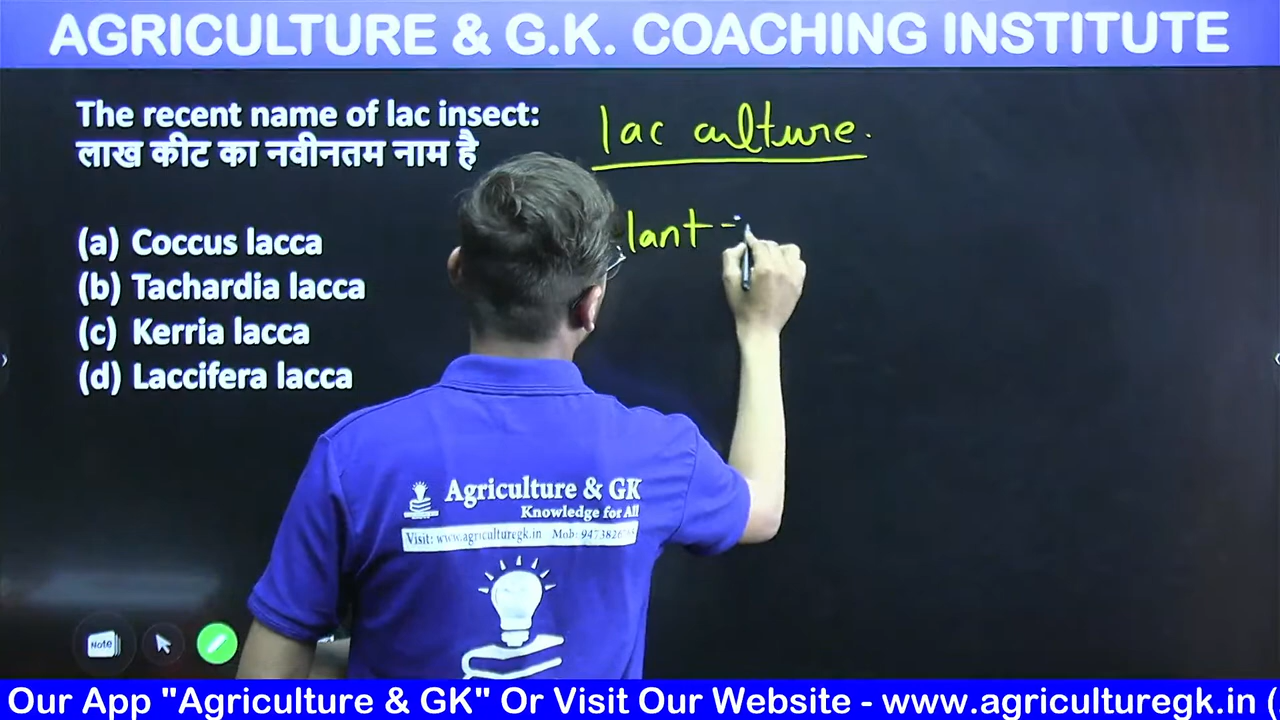 AGRICULTURE & G.K. COACHING INSTITUTE
The recent name of lac insect:
लाख कीट का नवीनतम नाम है
(a) Coccus lacca
(b) Tachardia lacca
(c) Kerria lacca
(d) Laccifera lacca
lac culture.
lant -
Agriculture & GK
Knowledge for All
Visit: www.agriculturegk.in Mob:
Note
Our App "Agriculture & GK" Or Visit Our Website - www.agriculturegk.in (